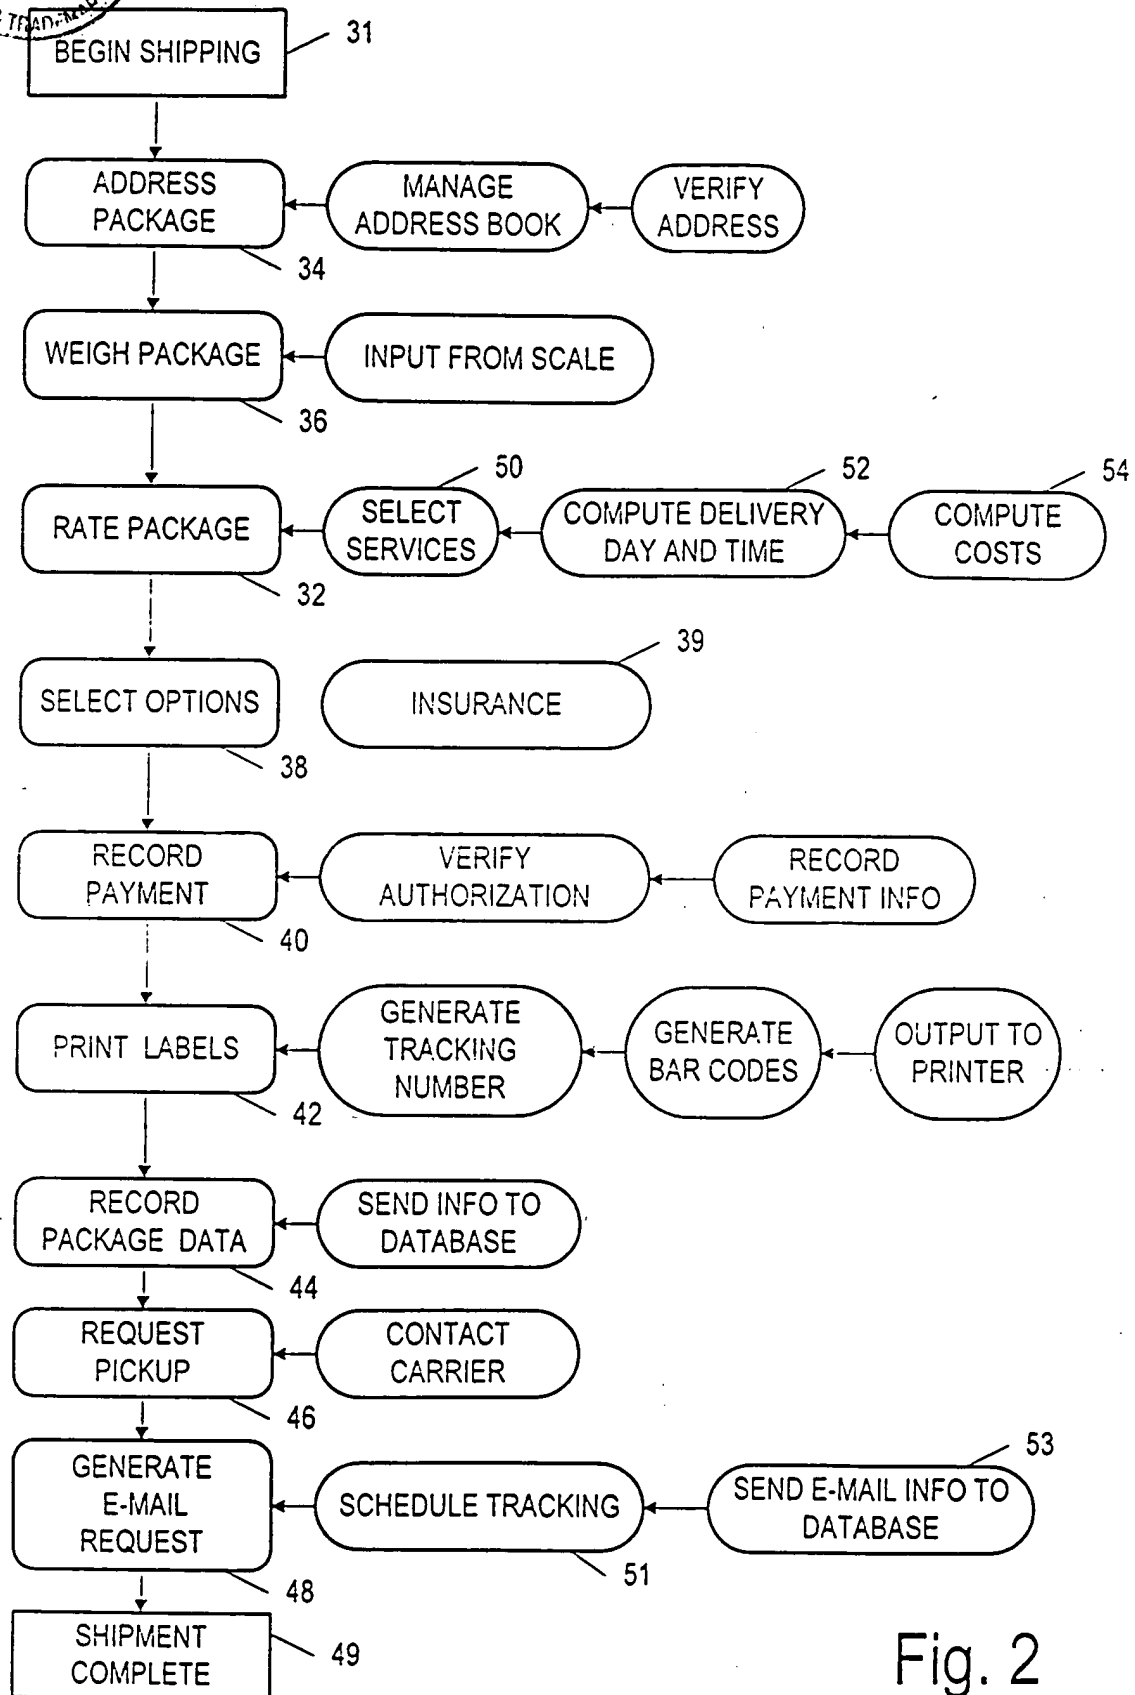 TRADEMARK
BEGIN SHIPPING
31
ADDRESS
PACKAGE
34
MANAGE
ADDRESS BOOK
VERIFY
ADDRESS
WEIGH PACKAGE
36
INPUT FROM SCALE
RATE PACKAGE
32
50
SELECT
SERVICES
52
COMPUTE DELIVERY
DAY AND TIME
54
COMPUTE
COSTS
SELECT OPTIONS
38
39
INSURANCE
RECORD
PAYMENT
40
VERIFY
AUTHORIZATION
RECORD
PAYMENT INFO
PRINT LABELS
42
GENERATE
TRACKING
NUMBER
GENERATE
BAR CODES
OUTPUT TO
PRINTER
RECORD
PACKAGE DATA
44
SEND INFO TO
DATABASE
REQUEST
PICKUP
46
CONTACT
CARRIER
GENERATE
E-MAIL
REQUEST
48
SCHEDULE TRACKING
51
53
SEND E-MAIL INFO TO
DATABASE
SHIPMENT
COMPLETE
49
Fig. 2